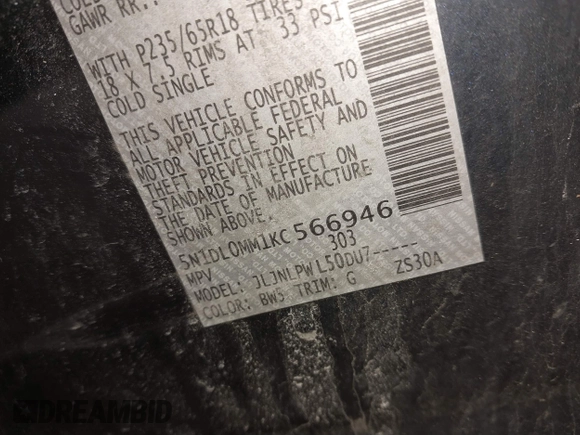 COLD
GAWR RR:
WITH P235/65R18 TIRES
18 X 7.5 RIMS AT 33 PSI
COLD SINGLE
THIS VEHICLE CONFORMS TO
ALL APPLICABLE FEDERAL
MOTOR VEHICLE SAFETY AND
THEFT PREVENTION
STANDARDS IN EFFECT ON
THE DATE OF MANUFACTURE
SHOWN ABOVE.
5N1DL0MM1KC566946
MPV 303
MODEL: JLJNLPWL50DU7-----
COLOR: BW5 TRIM: G ZS30A
DREAMBID